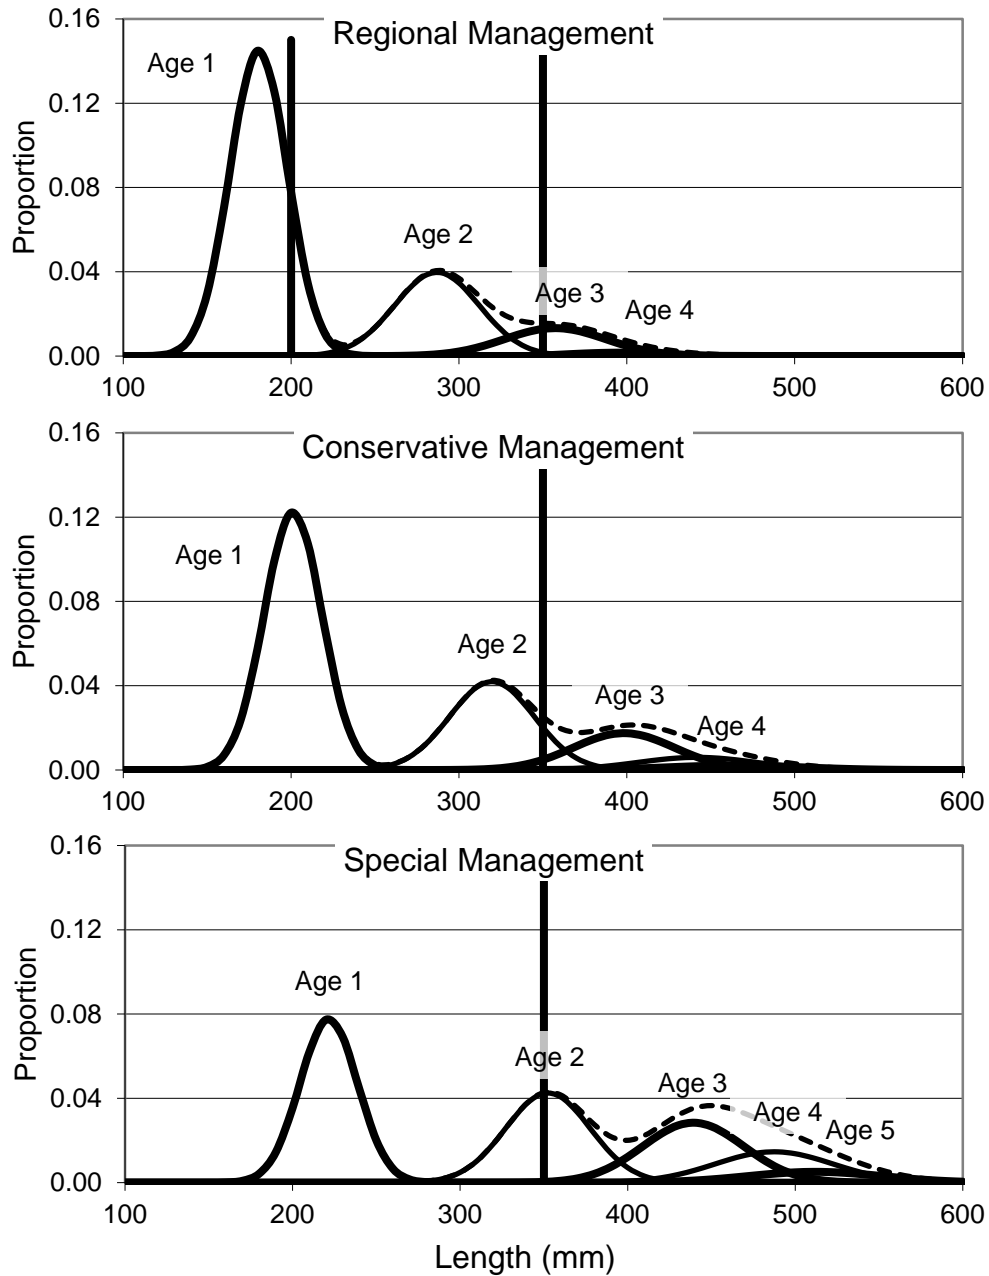 Regional Management
Proportion
0.16
0.12
0.08
0.04
0.00
Age 1
Age 2
Age 3
Age 4
100 200 300 400 500 600
Conservative Management
Proportion
0.16
0.12
0.08
0.04
0.00
Age 1
Age 2
Age 3
Age 4
100 200 300 400 500 600
Special Management
Proportion
0.16
0.12
0.08
0.04
0.00
Age 1
Age 2
Age 3
Age 4
Age 5
100 200 300 400 500 600
Length (mm)